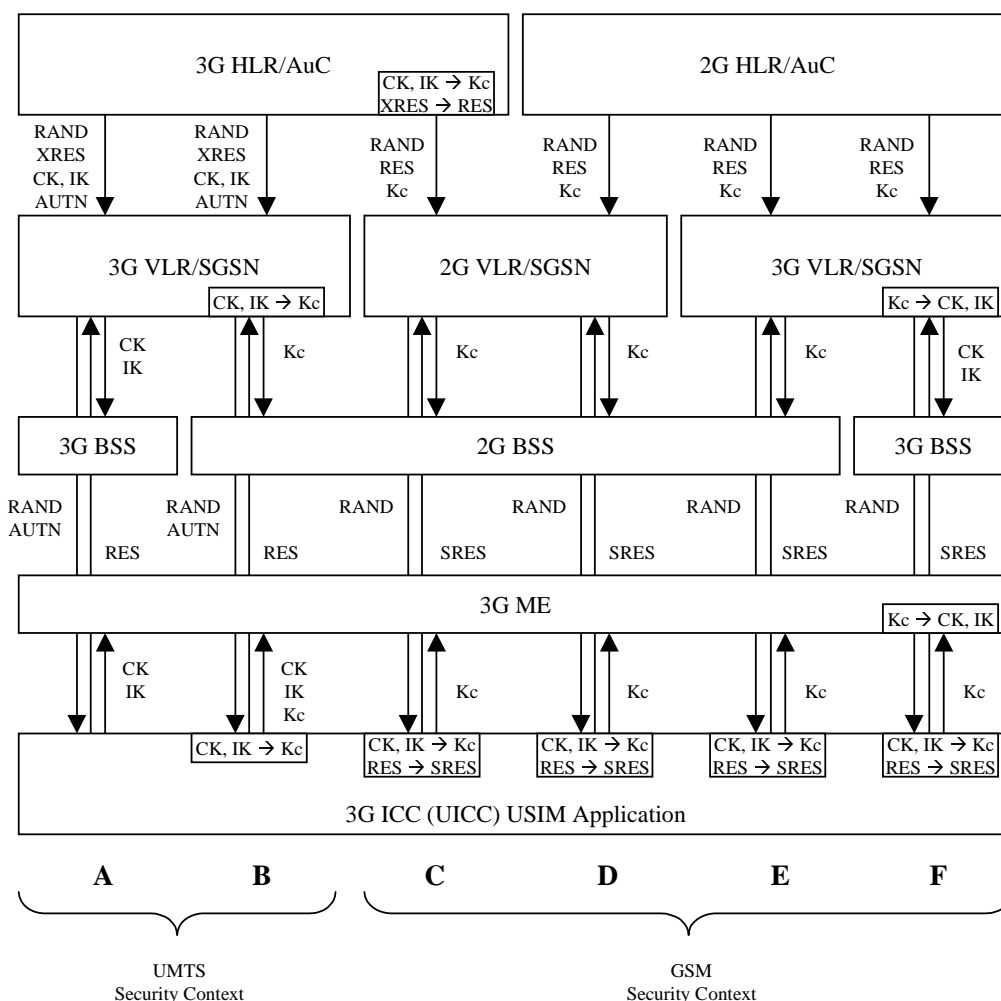 3G HLR/AuC
CK, IK → Kc
XRES → RES
2G HLR/AuC
RAND
XRES
CK, IK
AUTN
RAND
XRES
CK, IK
AUTN
RAND
RES
Kc
RAND
RES
Kc
RAND
RES
Kc
RAND
RES
Kc
3G VLR/SGSN
CK, IK → Kc
2G VLR/SGSN
3G VLR/SGSN
Kc → CK, IK
CK
IK
Kc
Kc
Kc
Kc
CK
IK
3G BSS
2G BSS
3G BSS
RAND
AUTN
RES
RAND
AUTN
RES
RAND
SRES
RAND
SRES
RAND
SRES
RAND
SRES
3G ME
Kc → CK, IK
CK
IK
CK
IK
Kc
Kc
Kc
Kc
Kc
CK, IK → Kc
CK, IK → Kc
RES → SRES
CK, IK → Kc
RES → SRES
CK, IK → Kc
RES → SRES
CK, IK → Kc
RES → SRES
3G ICC (UICC) USIM Application
A
B
C
D
E
F
UMTS
Security Context
GSM
Security Context